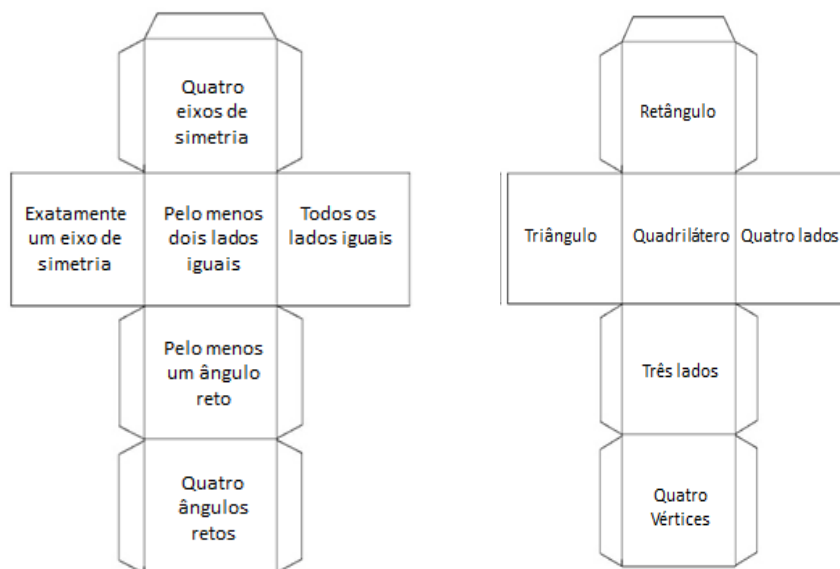 Quatro
eixos de
simetria
Exatamente
um eixo de
simetria
Pelo menos
dois lados
iguais
Todos os
lados iguais
Pelo menos
um ângulo
reto
Quatro
ângulos
retos
Retângulo
Triângulo
Quadrilátero
Quatro lados
Três lados
Quatro
Vértices